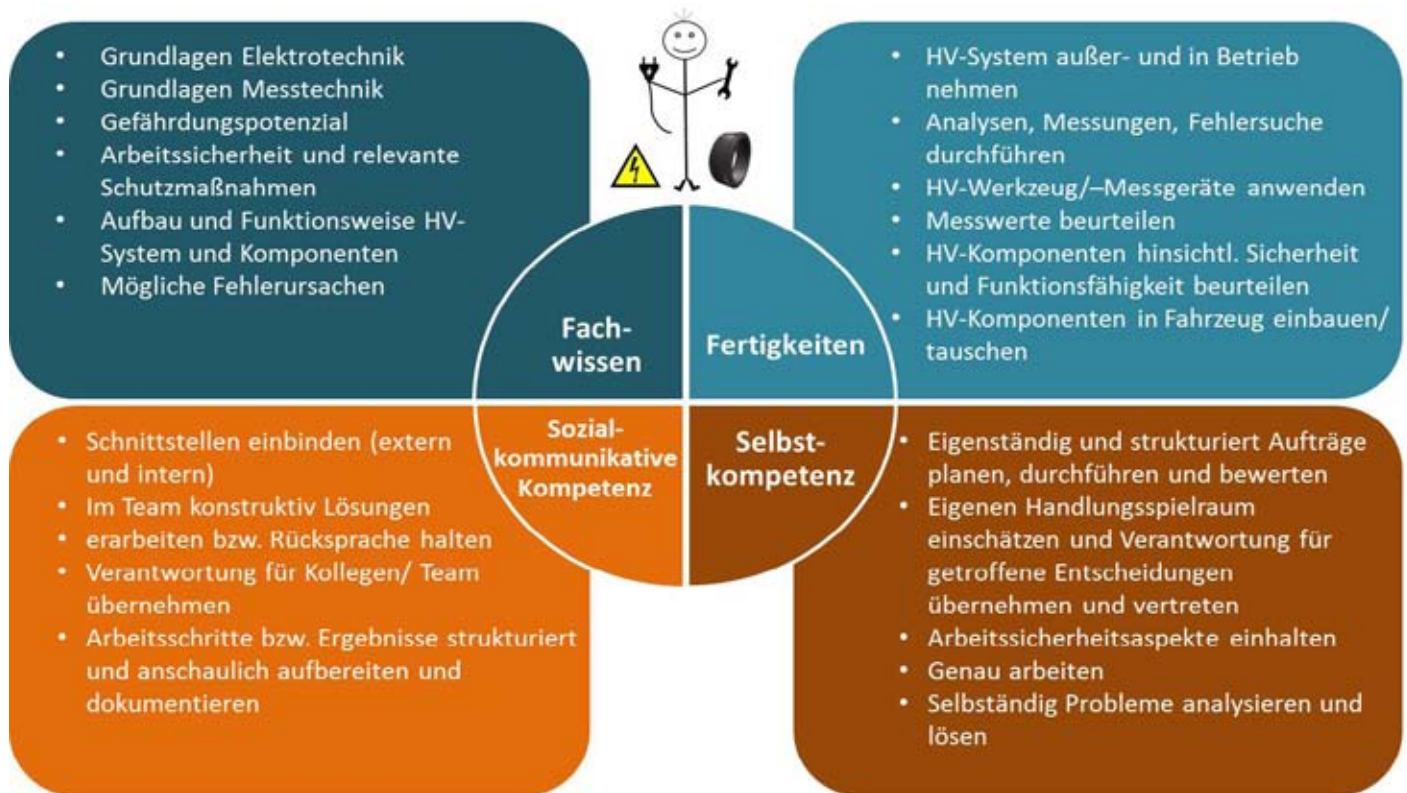 • Grundlagen Elektrotechnik
• Grundlagen Messtechnik
• Gefährdungspotenzial
• Arbeitssicherheit und relevante
Schutzmaßnahmen
• Aufbau und Funktionsweise HV-
System und Komponenten
• Mögliche Fehlerursachen
Fach-
wissen
• HV-System außer- und in Betrieb
nehmen
• Analysen, Messungen, Fehlersuche
durchführen
• HV-Werkzeug/–Messgeräte anwenden
• Messwerte beurteilen
• HV-Komponenten hinsichtl. Sicherheit
und Funktionsfähigkeit beurteilen
• HV-Komponenten in Fahrzeug einbauen/
tauschen
Fertigkeiten
• Schnittstellen einbinden (extern
und intern)
• Im Team konstruktiv Lösungen
• erarbeiten bzw. Rücksprache halten
• Verantwortung für Kollegen/ Team
übernehmen
• Arbeitsschritte bzw. Ergebnisse strukturiert
und anschaulich aufbereiten und
dokumentieren
Sozial-
kommunikative
Kompetenz
Selbst-
kompetenz
• Eigenständig und strukturiert Aufträge
planen, durchführen und bewerten
• Eigenen Handlungsspielraum
einschätzen und Verantwortung für
getroffene Entscheidungen
übernehmen und vertreten
• Arbeitssicherheitsaspekte einhalten
• Genau arbeiten
• Selbständig Probleme analysieren und
lösen